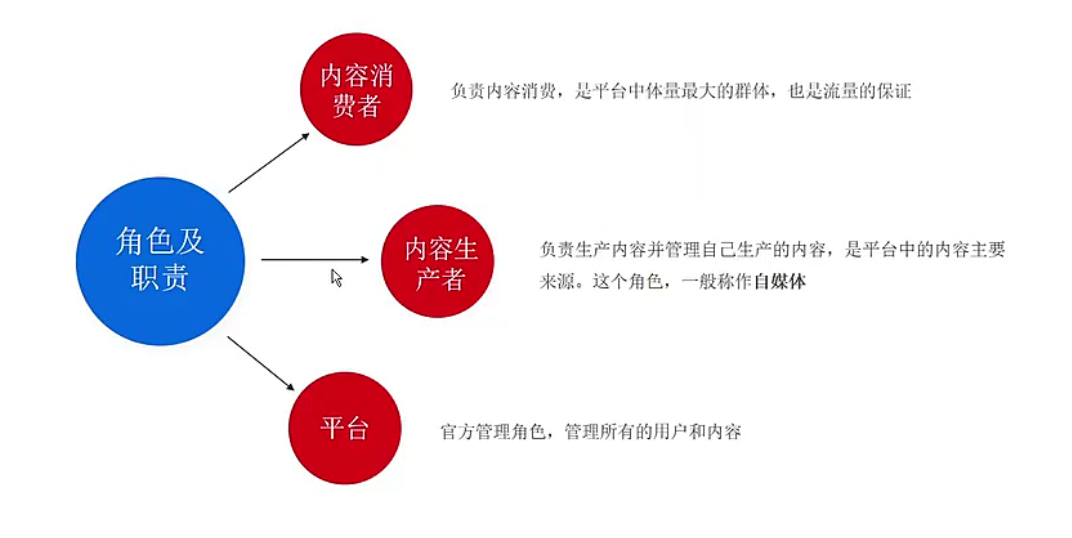 内容消
费者
负责内容消费，是平台中体量最大的群体，也是流量的保证
角色及
职责
内容生
产者
负责生产内容并管理自己生产的内容，是平台中的内容主要
来源。这个角色，一般称作自媒体
平台
官方管理角色，管理所有的用户和内容